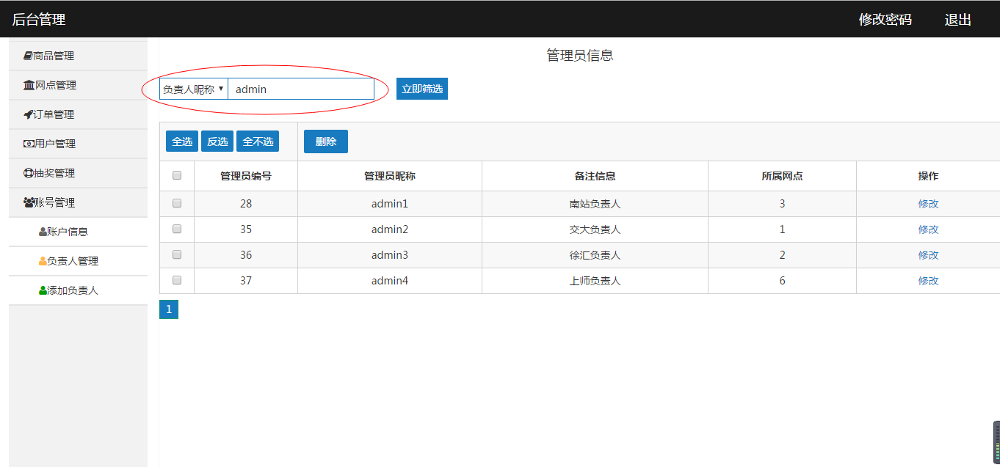 后台管理 修改密码 退出
商品管理
网点管理
订单管理
用户管理
抽奖管理
账号管理
账户信息
负责人管理
添加负责人
管理员信息
负责人昵称 admin 立即筛选
全选 反选 全不选 删除
管理员编号 管理员昵称 备注信息 所属网点 操作
28 admin1 南站负责人 3 修改
35 admin2 交大负责人 1 修改
36 admin3 徐汇负责人 2 修改
37 admin4 上师负责人 6 修改
1